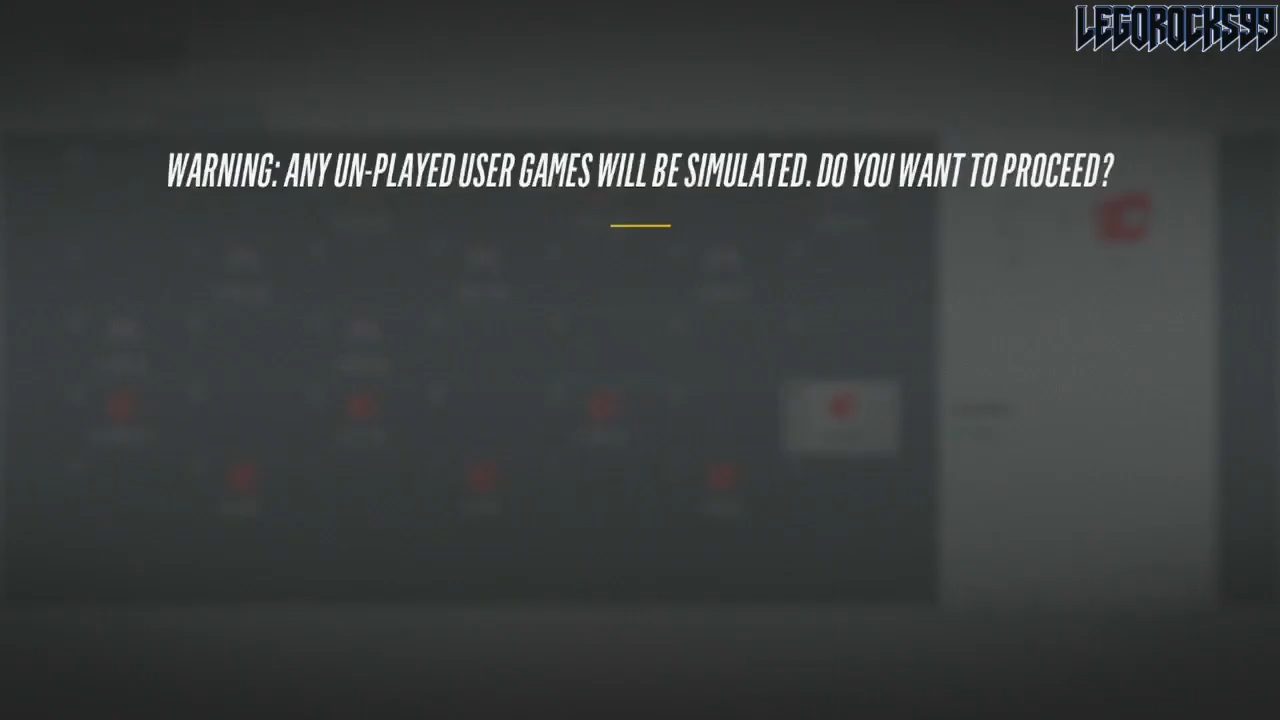 LEGOROCKS99
WARNING: ANY UN-PLAYED USER GAMES WILL BE SIMULATED. DO YOU WANT TO PROCEED?